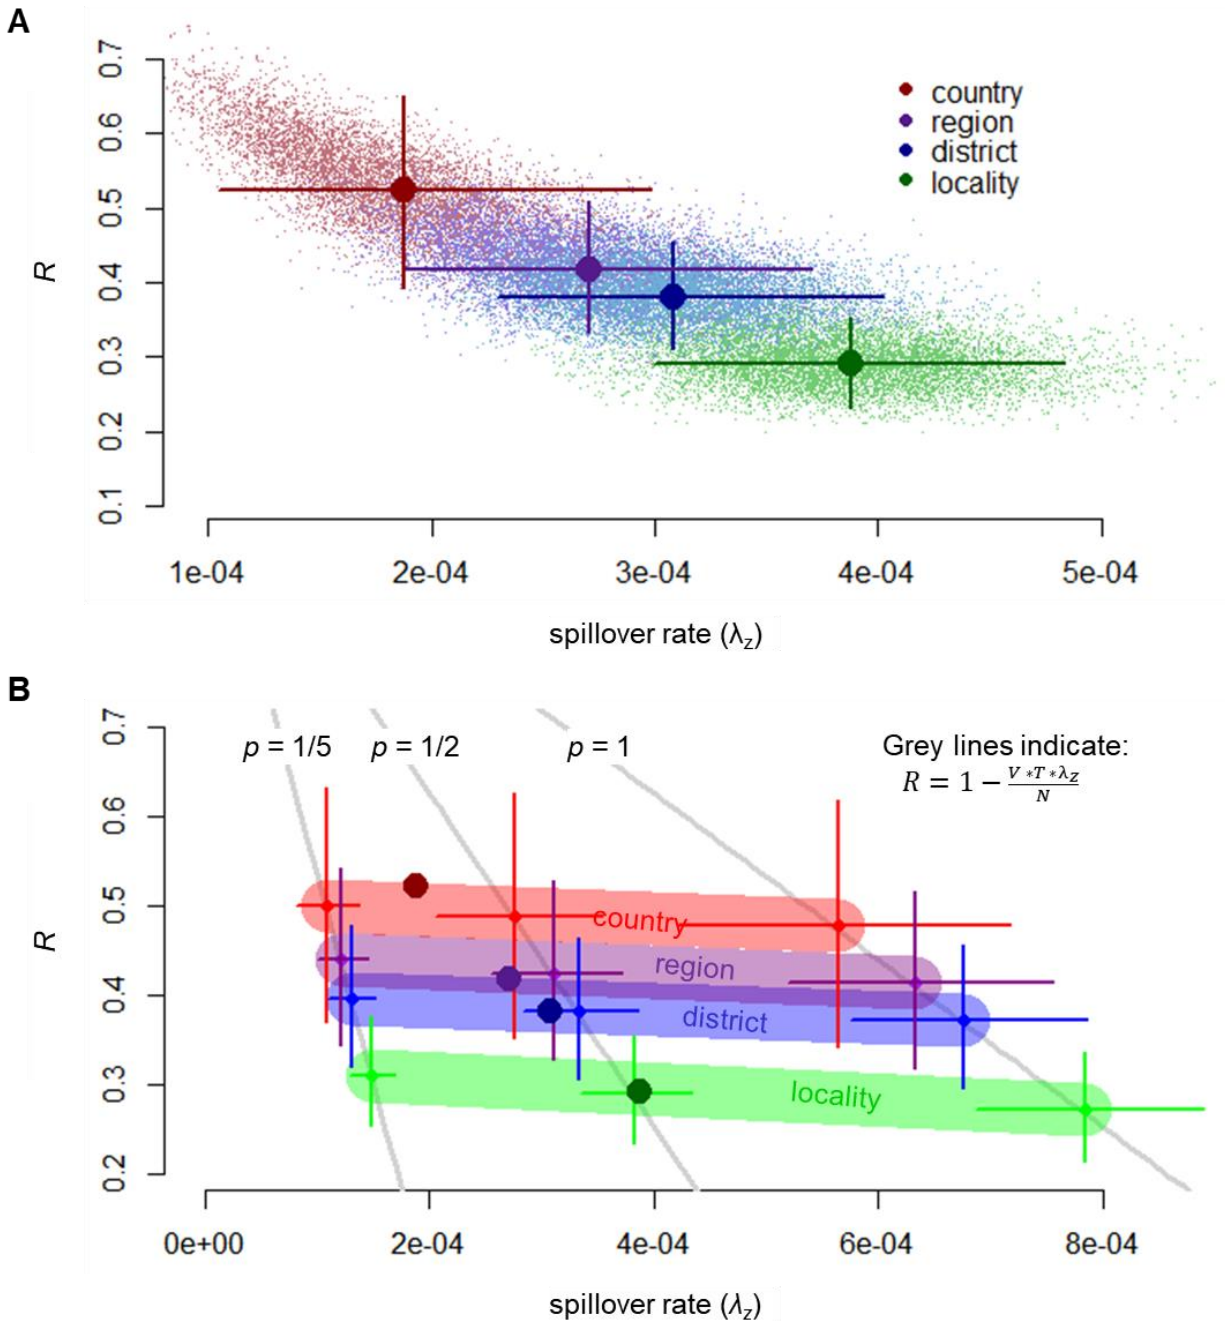 A
0.7
0.6
0.5
0.4
0.3
0.2
0.1
R
country
region
district
locality
1e-04 2e-04 3e-04 4e-04 5e-04
spillover rate (λz)
B
0.7
0.6
0.5
0.4
0.3
0.2
R
p = 1/5 p = 1/2 p = 1
Grey lines indicate:
R = 1 − V *T * λz / N
country
region
district
locality
0e+00 2e-04 4e-04 6e-04 8e-04
spillover rate (λz)